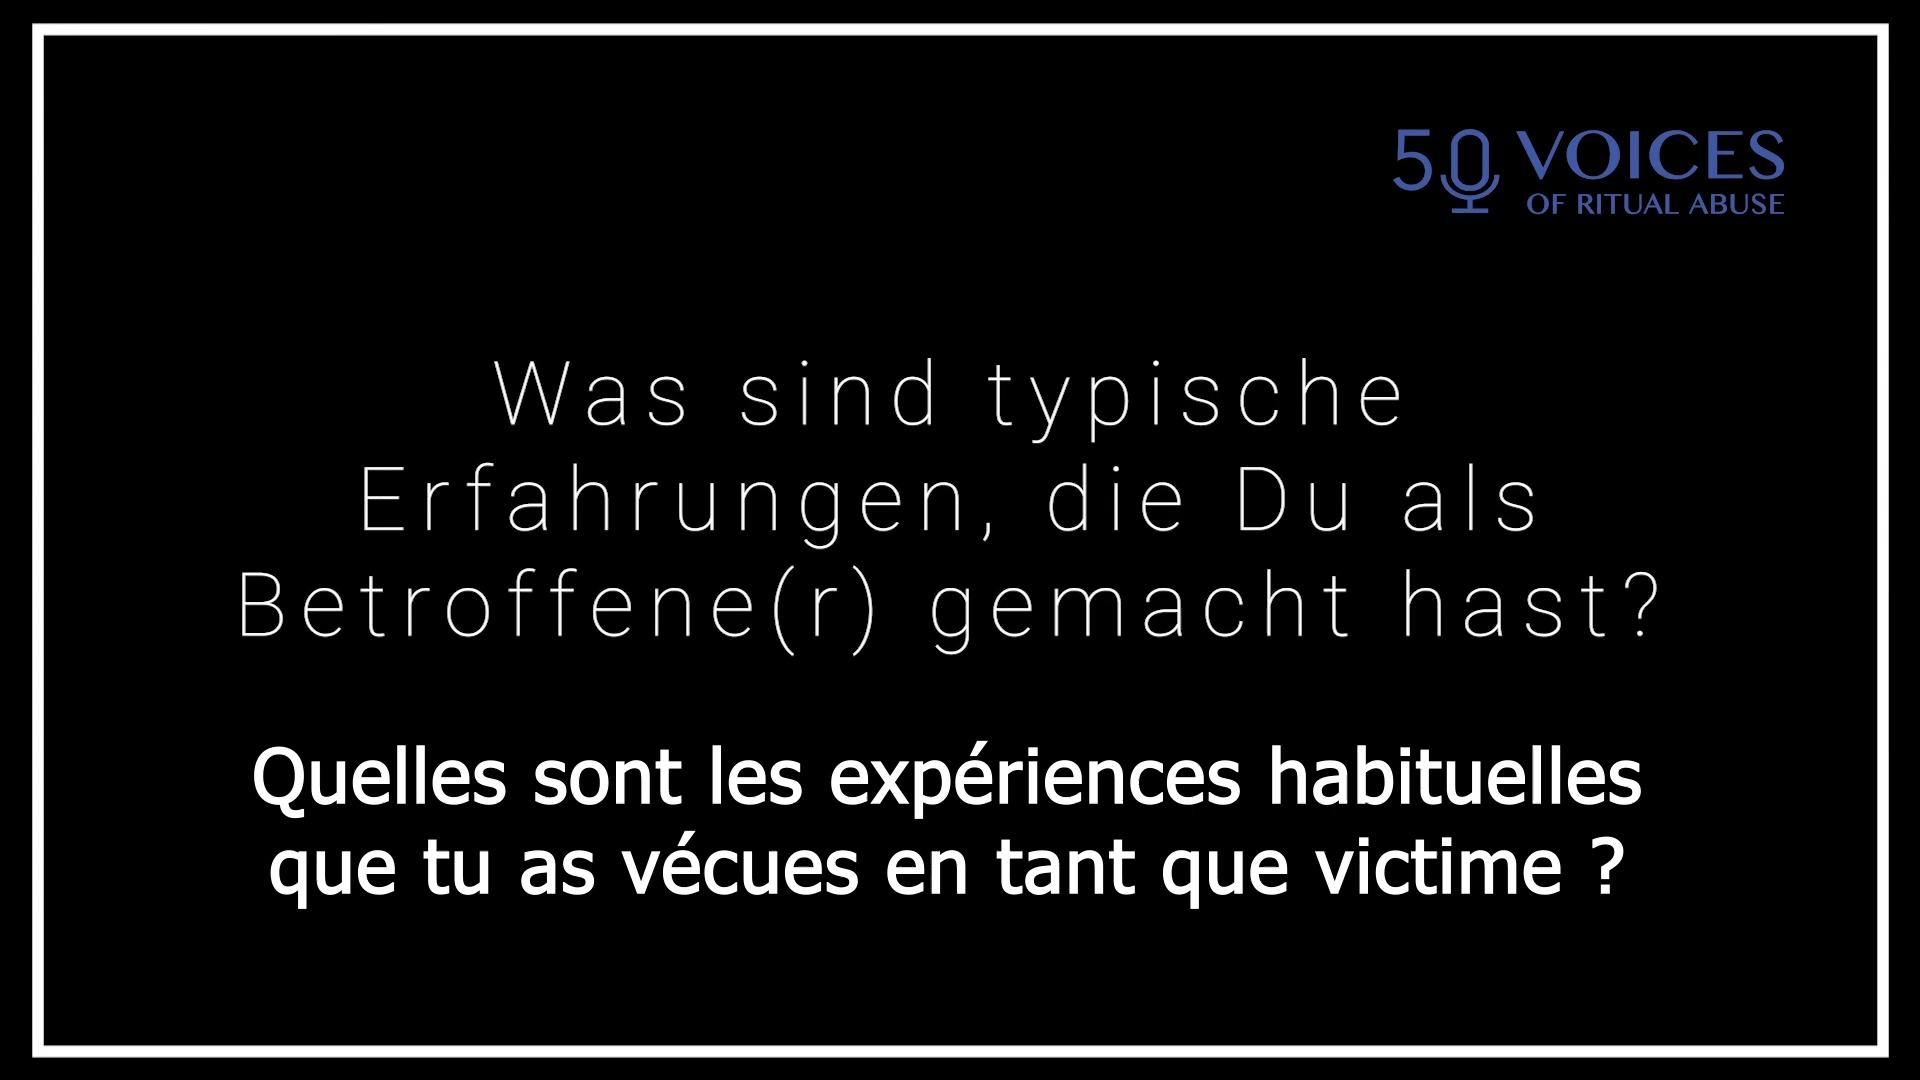 50 VOICES
OF RITUAL ABUSE
Was sind typische
Erfahrungen, die Du als
Betroffene(r) gemacht hast?
Quelles sont les expériences habituelles
que tu as vécues en tant que victime ?